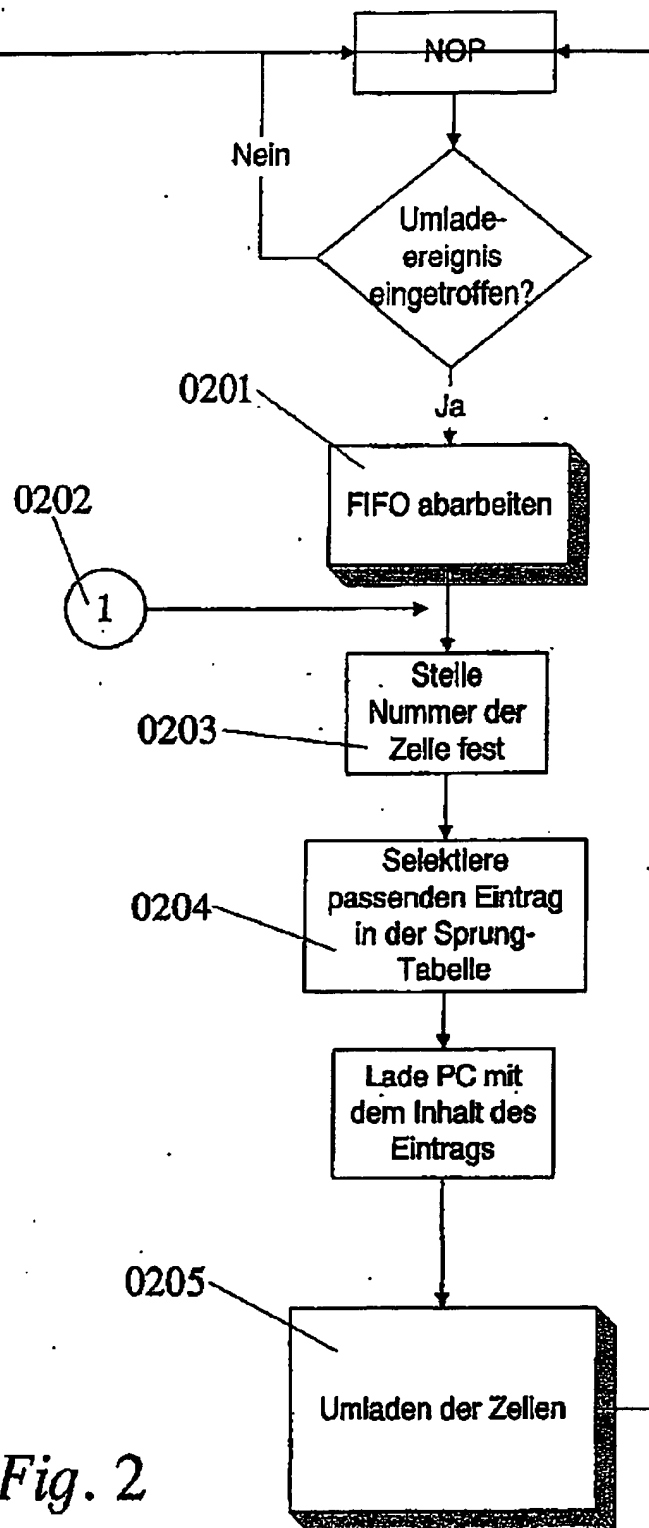 NOP
Nein
Umlade-
ereignis
eingetroffen?
0201
Ja
FIFO abarbeiten
0202
1
Stelle
Nummer der
Zelle fest
0203
Selektiere
passenden Eintrag
in der Sprung-
Tabelle
0204
Lade PC mit
dem Inhalt des
Eintrags
0205
Umladen der Zellen
Fig. 2